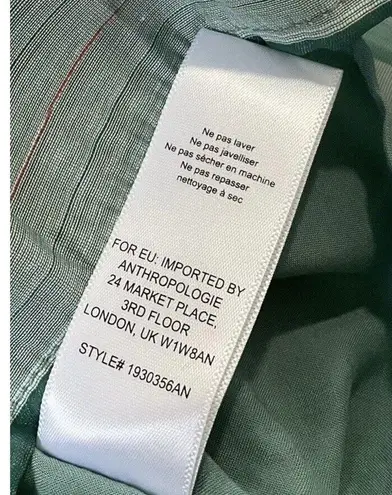 Ne pas laver
Ne pas javelliser
Ne pas sécher en machine
Ne pas repasser
nettoyage à sec
FOR EU: IMPORTED BY
ANTHROPOLOGIE
24 MARKET PLACE,
3RD FLOOR
LONDON, UK W1W8AN
STYLE# 1930356AN